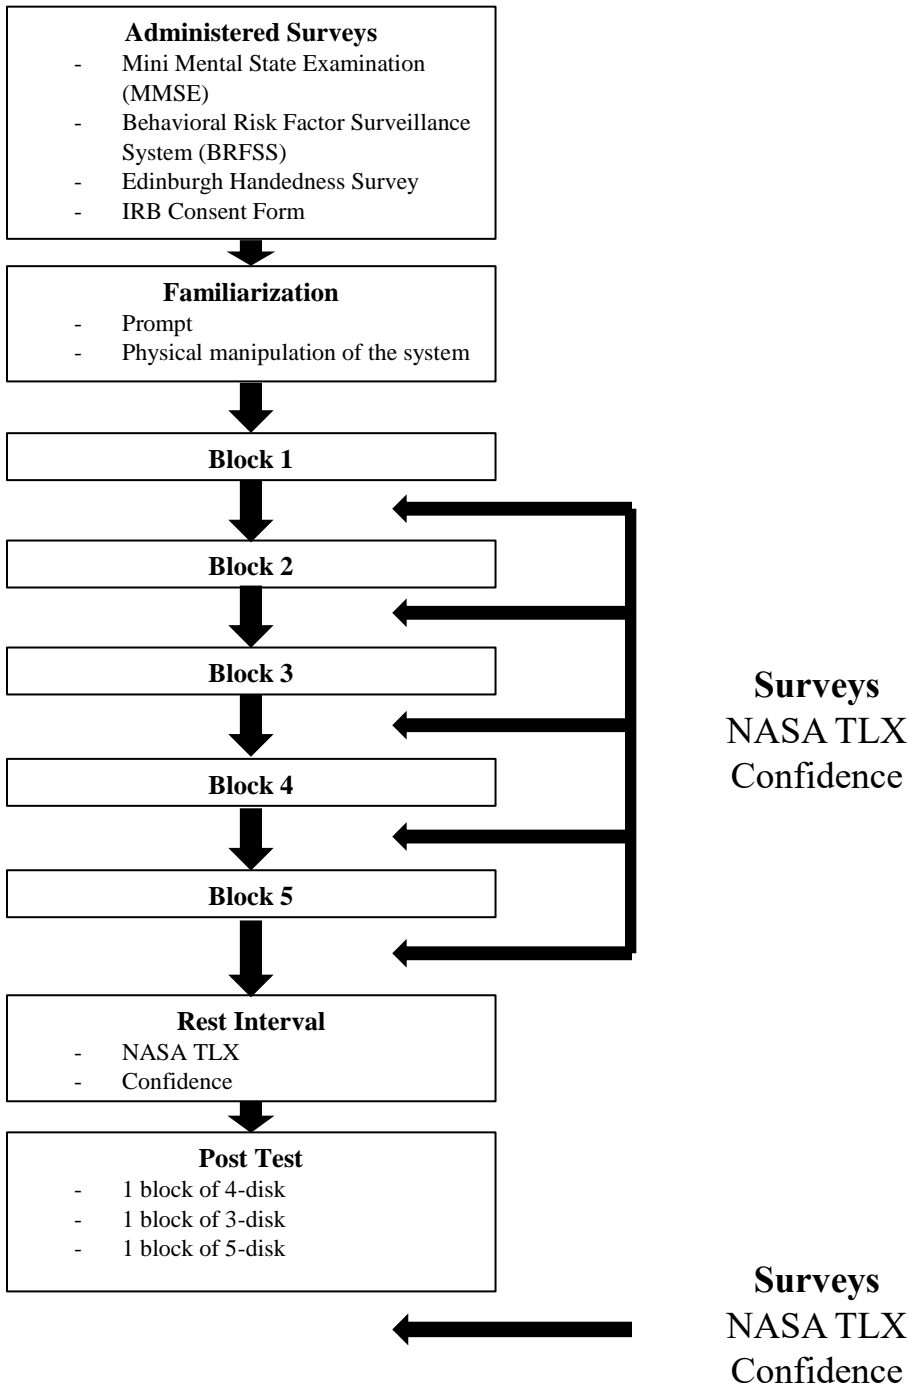 Administered Surveys
- Mini Mental State Examination
(MMSE)
- Behavioral Risk Factor Surveillance
System (BRFSS)
- Edinburgh Handedness Survey
- IRB Consent Form
Familiarization
- Prompt
- Physical manipulation of the system
Block 1
Block 2
Block 3
Surveys
NASA TLX
Confidence
Block 4
Block 5
Rest Interval
- NASA TLX
- Confidence
Post Test
- 1 block of 4-disk
- 1 block of 3-disk
- 1 block of 5-disk
Surveys
NASA TLX
Confidence